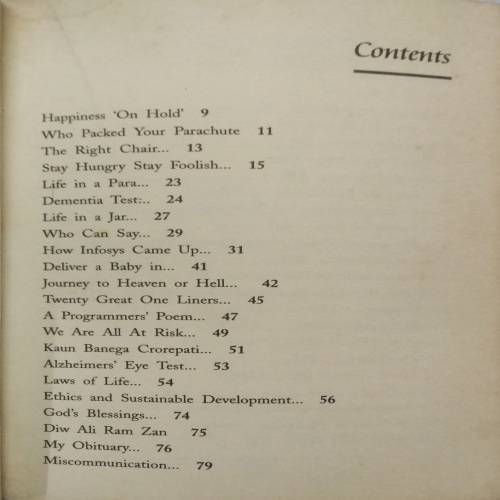 Contents
Happiness 'On Hold' 9
Who Packed Your Parachute 11
The Right Chair... 13
Stay Hungry Stay Foolish... 15
Life in a Para... 23
Dementia Test:.. 24
Life in a Jar... 27
Who Can Say... 29
How Infosys Came Up... 31
Deliver a Baby in... 41
Journey to Heaven or Hell... 42
Twenty Great One Liners... 45
A Programmers' Poem... 47
We Are All At Risk... 49
Kaun Banega Crorepati... 51
Alzheimers' Eye Test... 53
Laws of Life... 54
Ethics and Sustainable Development... 56
God's Blessings... 74
Diw Ali Ram Zan 75
My Obituary... 76
Miscommunication... 79